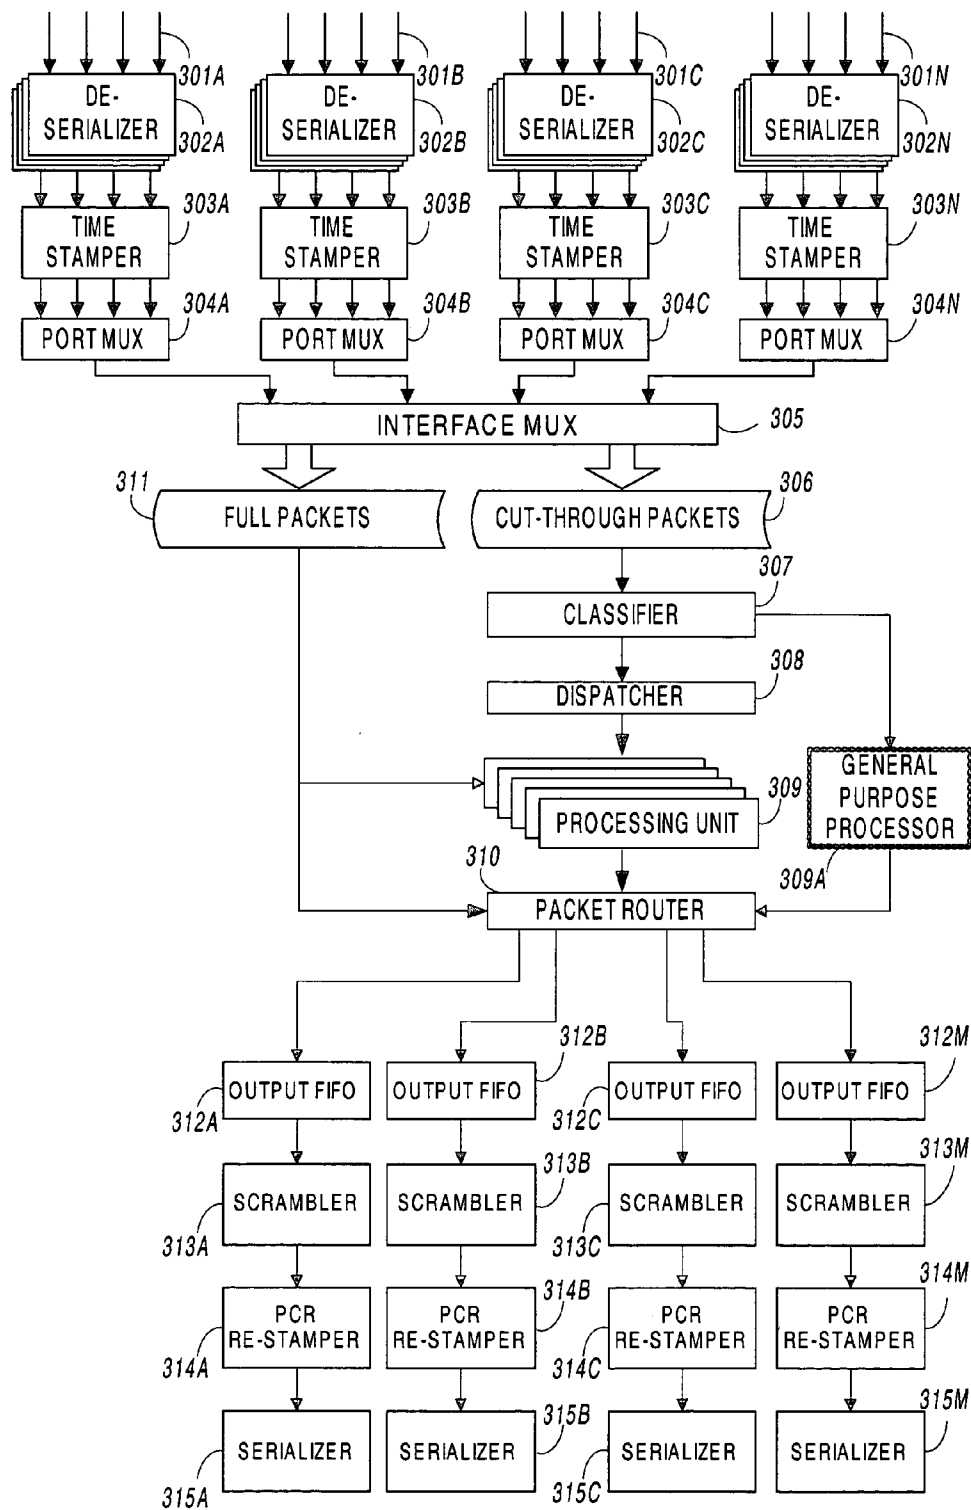 301A 301B 301C 301N
DE- DE- DE- DE-
SERIALIZER SERIALIZER SERIALIZER SERIALIZER
302A 302B 302C 302N
303A 303B 303C 303N
TIME TIME TIME TIME
STAMPER STAMPER STAMPER STAMPER
304A 304B 304C 304N
PORT MUX PORT MUX PORT MUX PORT MUX
INTERFACE MUX 305
311 306
FULL PACKETS CUT-THROUGH PACKETS
307
CLASSIFIER
308
DISPATCHER
309
PROCESSING UNIT
GENERAL
PURPOSE
PROCESSOR
309A
310
PACKET ROUTER
312B 312M
OUTPUT FIFO OUTPUT FIFO OUTPUT FIFO OUTPUT FIFO
312A 312C
313B 313M
SCRAMBLER SCRAMBLER SCRAMBLER SCRAMBLER
313A 313C
314B 314M
PCR PCR PCR PCR
RE-STAMPER RE-STAMPER RE-STAMPER RE-STAMPER
314A 314C
315B 315M
SERIALIZER SERIALIZER SERIALIZER SERIALIZER
315A 315C